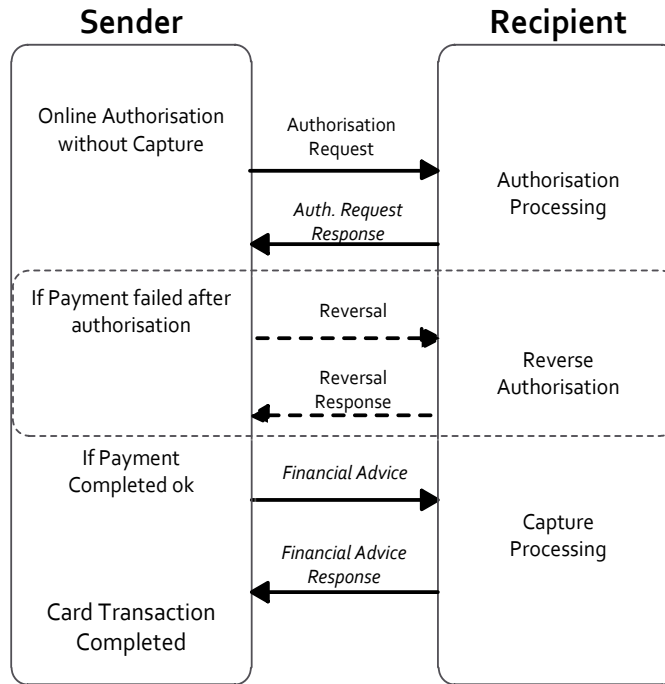 Sender
Recipient
Online Authorisation
without Capture
Authorisation
Request
Authorisation
Processing
Auth. Request
Response
If Payment failed after
authorisation
Reversal
Reverse
Authorisation
Reversal
Response
If Payment
Completed ok
Financial Advice
Capture
Processing
Financial Advice
Response
Card Transaction
Completed